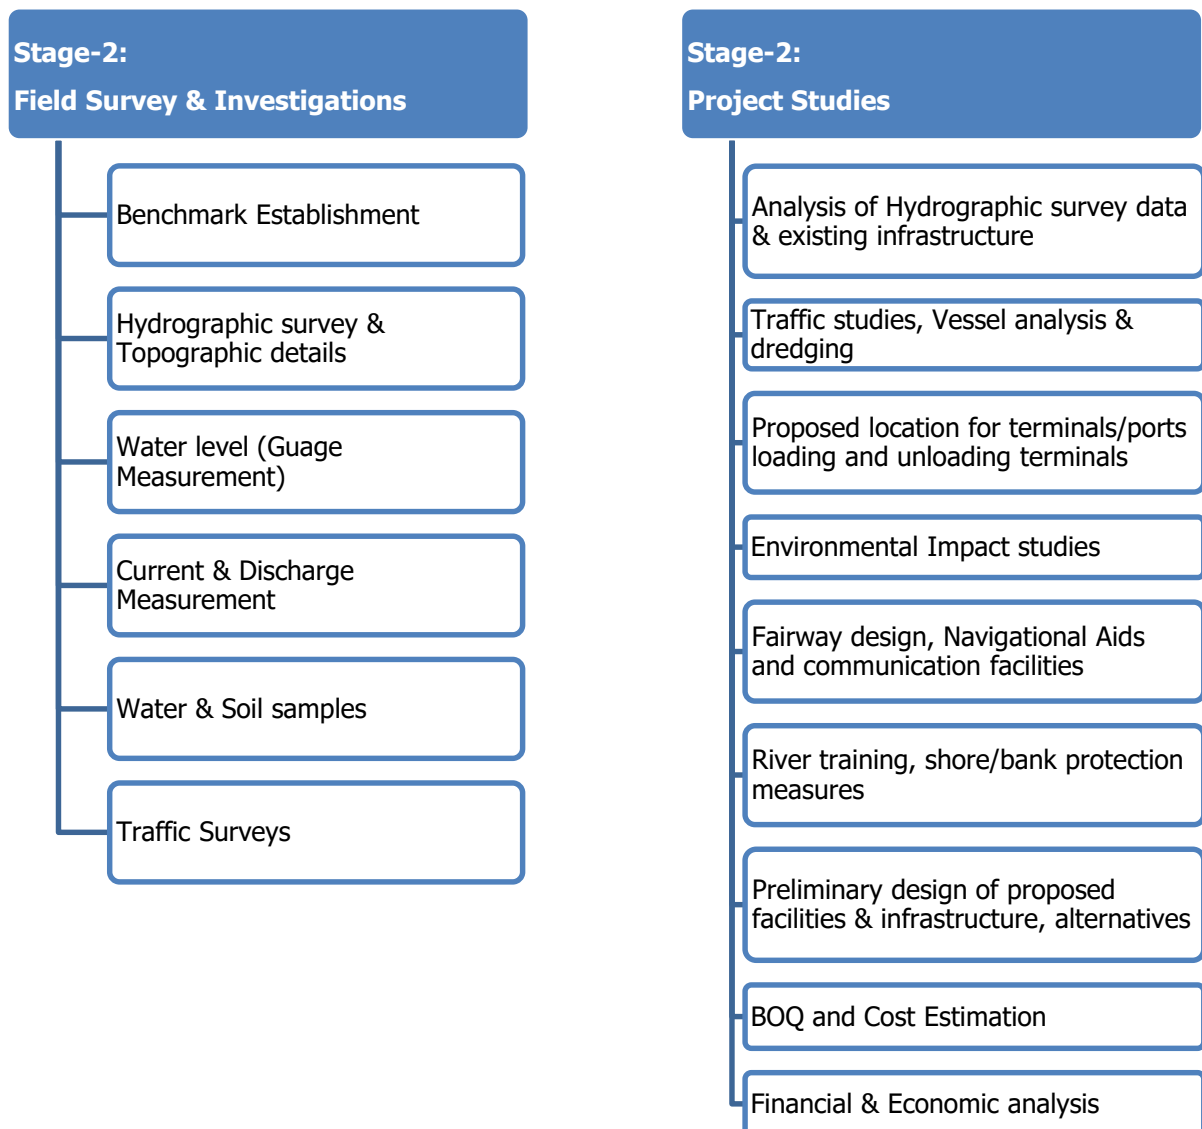 Stage-2:
Field Survey & Investigations
Benchmark Establishment
Hydrographic survey &
Topographic details
Water level (Guage
Measurement)
Current & Discharge
Measurement
Water & Soil samples
Traffic Surveys
Stage-2:
Project Studies
Analysis of Hydrographic survey data
& existing infrastructure
Traffic studies, Vessel analysis &
dredging
Proposed location for terminals/ports
loading and unloading terminals
Environmental Impact studies
Fairway design, Navigational Aids
and communication facilities
River training, shore/bank protection
measures
Preliminary design of proposed
facilities & infrastructure, alternatives
BOQ and Cost Estimation
Financial & Economic analysis